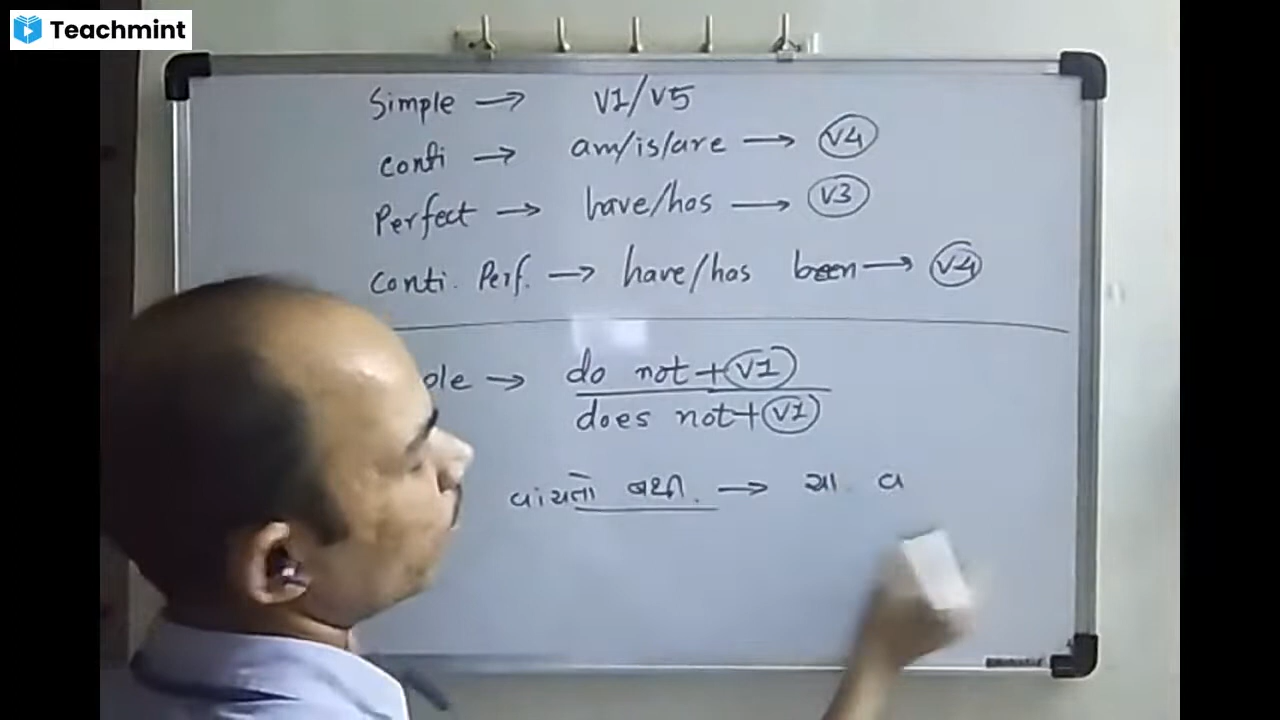 Teachmint
Simple → V1/V5
conti → am/is/are → V4
Perfect → have/has → V3
conti. Perf. → have/has been → V4
ple → do not + V1
does not + V1
વાંચતો નથી. → સા. વ